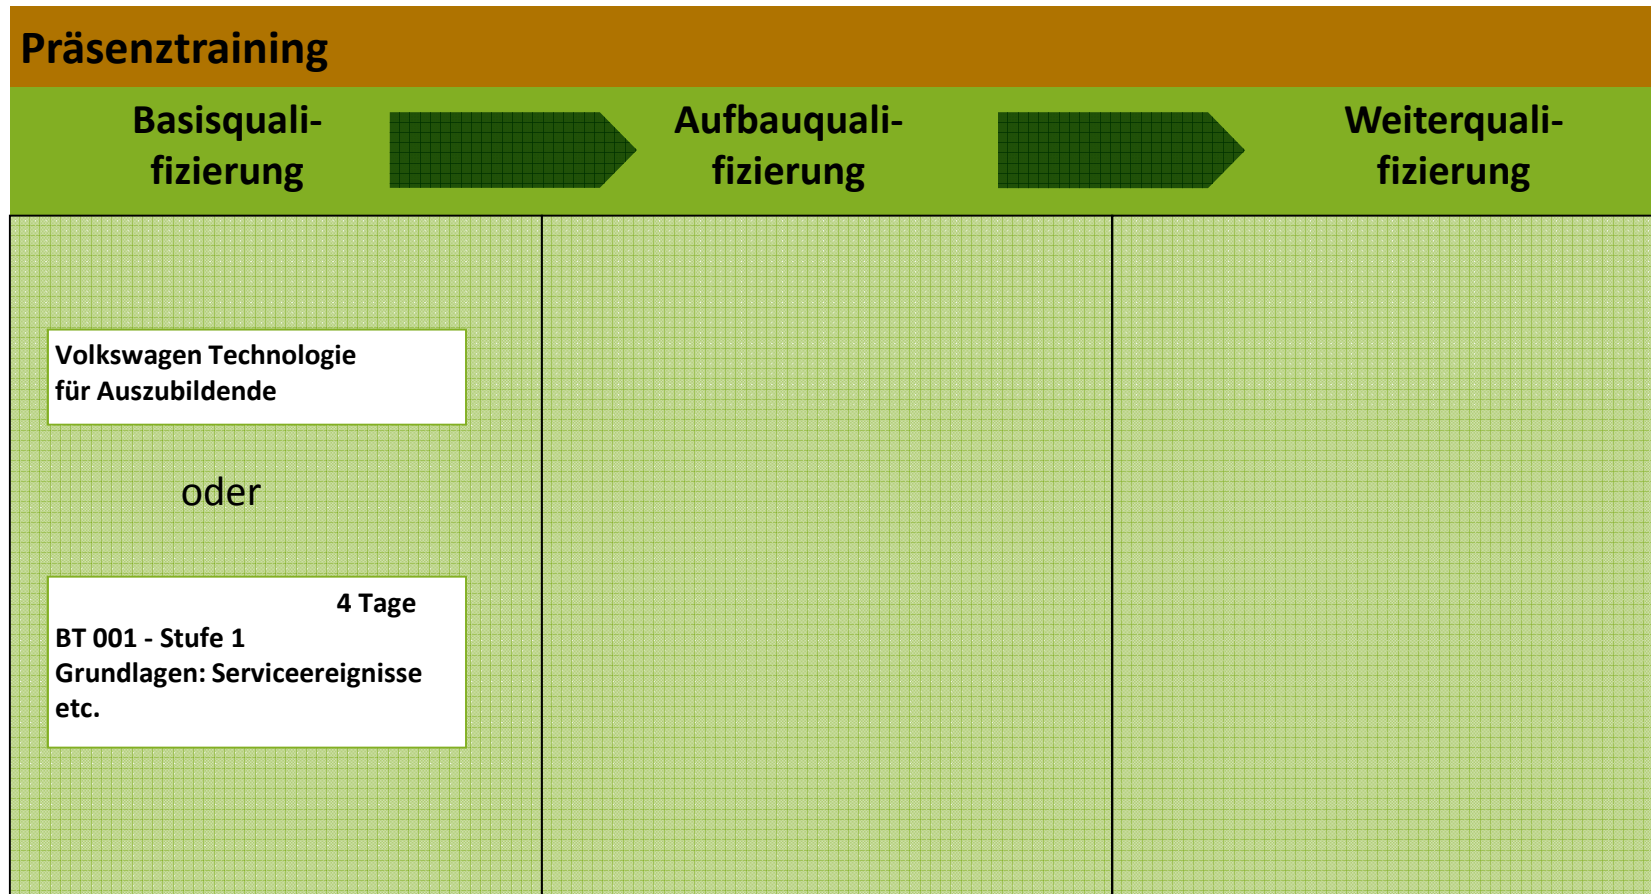 Präsenztraining
Basisquali-
fizierung
Aufbauquali-
fizierung
Weiterquali-
fizierung
Volkswagen Technologie
für Auszubildende
oder
4 Tage
BT 001 - Stufe 1
Grundlagen: Serviceereignisse
etc.